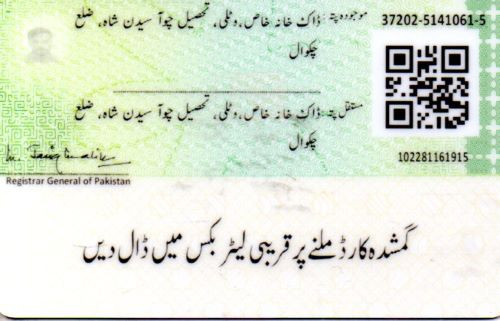 موجودہ پتہ: ڈاک خانہ خاص، وٹلی، تحصیل چوآ سیدن شاہ، ضلع
چکوال
37202-5141061-5
مستقل پتہ: ڈاک خانہ خاص، وٹلی، تحصیل چوآ سیدن شاہ، ضلع
چکوال
102281161915
Registrar General of Pakistan
گمشدہ کارڈ ملنے پر قریبی لیٹر بکس میں ڈال دیں